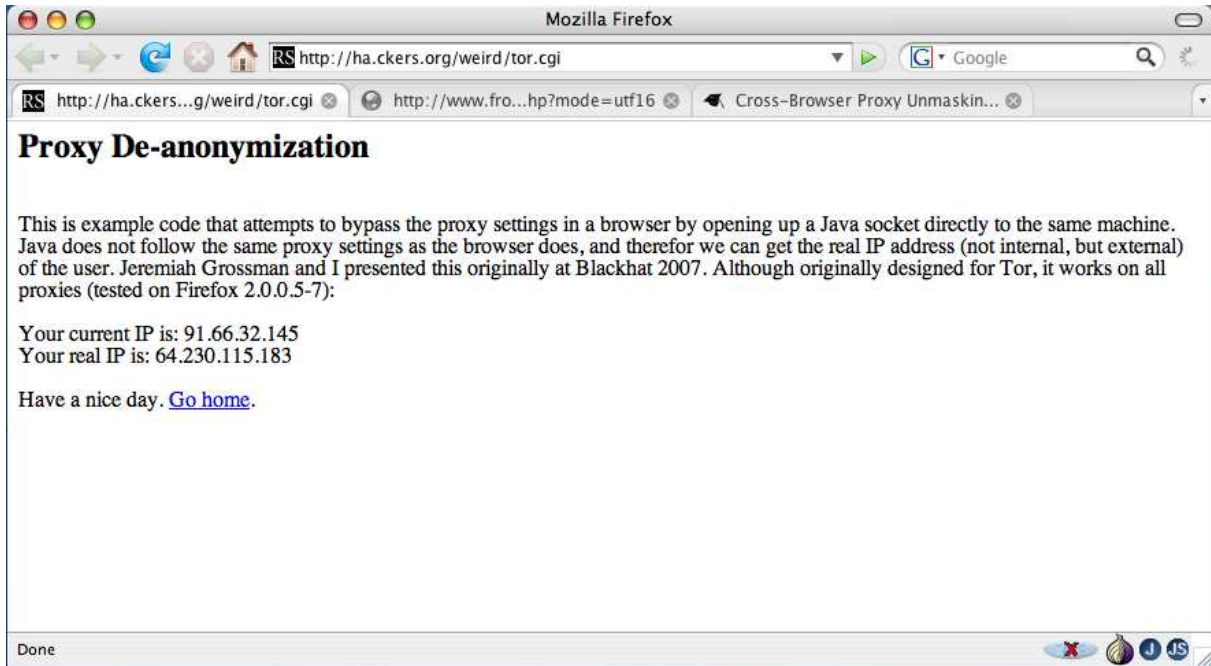 Mozilla Firefox
RS http://ha.ckers.org/weird/tor.cgi
G Google
RS http://ha.ckers...g/weird/tor.cgi
http://www.fro...hp?mode=utf16
Cross-Browser Proxy Unmaskin...
Proxy De-anonymization
This is example code that attempts to bypass the proxy settings in a browser by opening up a Java socket directly to the same machine.
Java does not follow the same proxy settings as the browser does, and therefor we can get the real IP address (not internal, but external)
of the user. Jeremiah Grossman and I presented this originally at Blackhat 2007. Although originally designed for Tor, it works on all
proxies (tested on Firefox 2.0.0.5-7):
Your current IP is: 91.66.32.145
Your real IP is: 64.230.115.183
Have a nice day. Go home.
Done
J JS